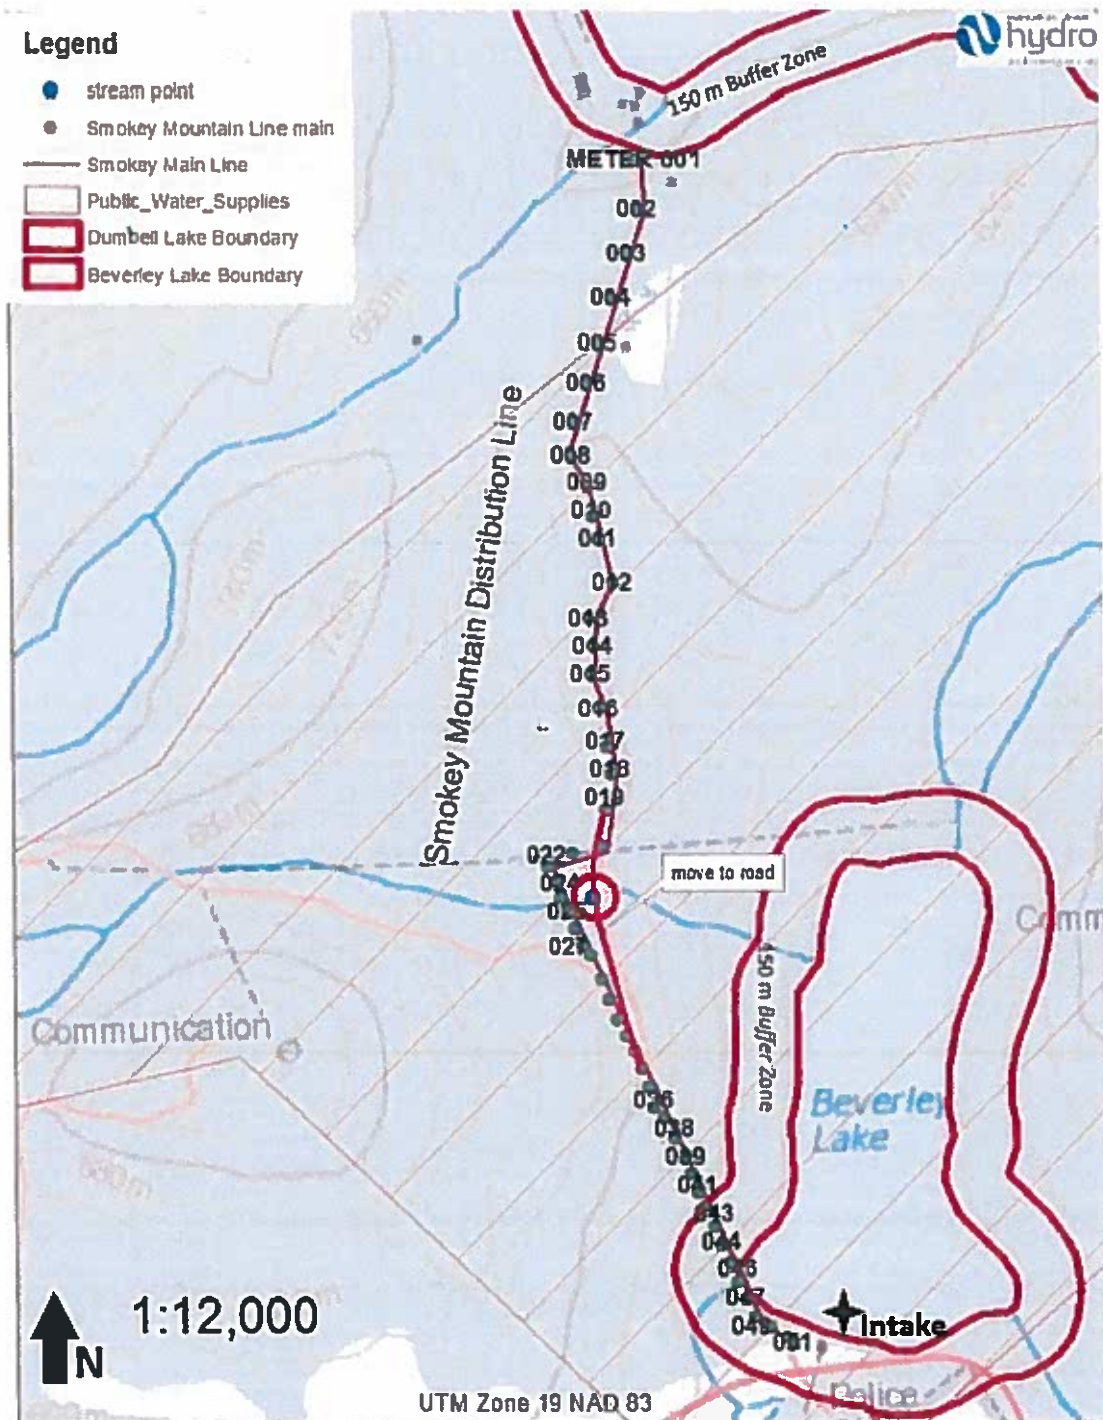 Legend
stream point
Smokey Mountain Line main
Smokey Main Line
Public_Water_Supplies
Dumbell Lake Boundary
Beverley Lake Boundary
hydro
150 m Buffer Zone
METER 001
002
003
004
005
006
007
008
009
010
011
012
013
014
015
016
017
018
019
Smokey Mountain Distribution Line
022
024
027
move to road
150 m Buffer Zone
Comm
Communication
Beverley
Lake
036
038
039
041
043
044
046
047
049
051
Intake
Police
1:12,000
N
UTM Zone 19 NAD 83